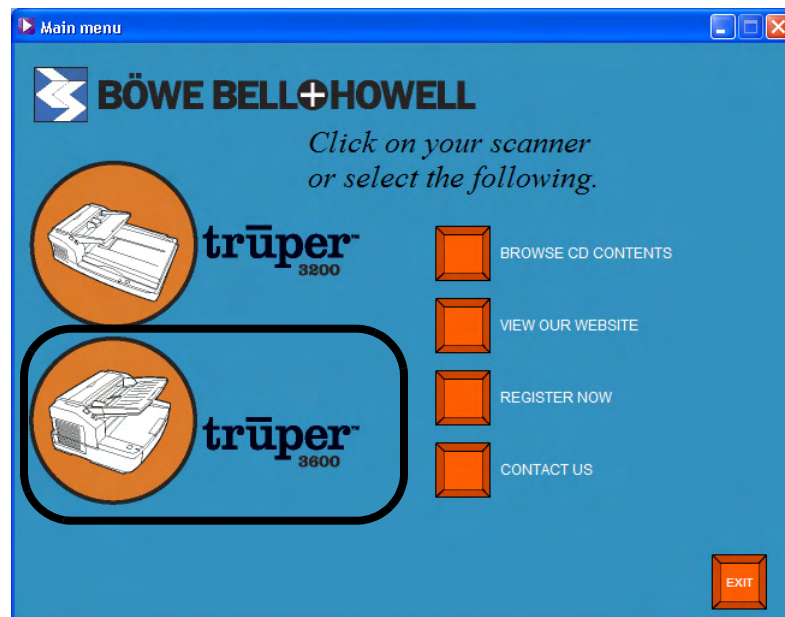 Main menu
BÖWE BELL+HOWELL
Click on your scanner
or select the following.
trūper™
3200
BROWSE CD CONTENTS
VIEW OUR WEBSITE
trūper™
3600
REGISTER NOW
CONTACT US
EXIT